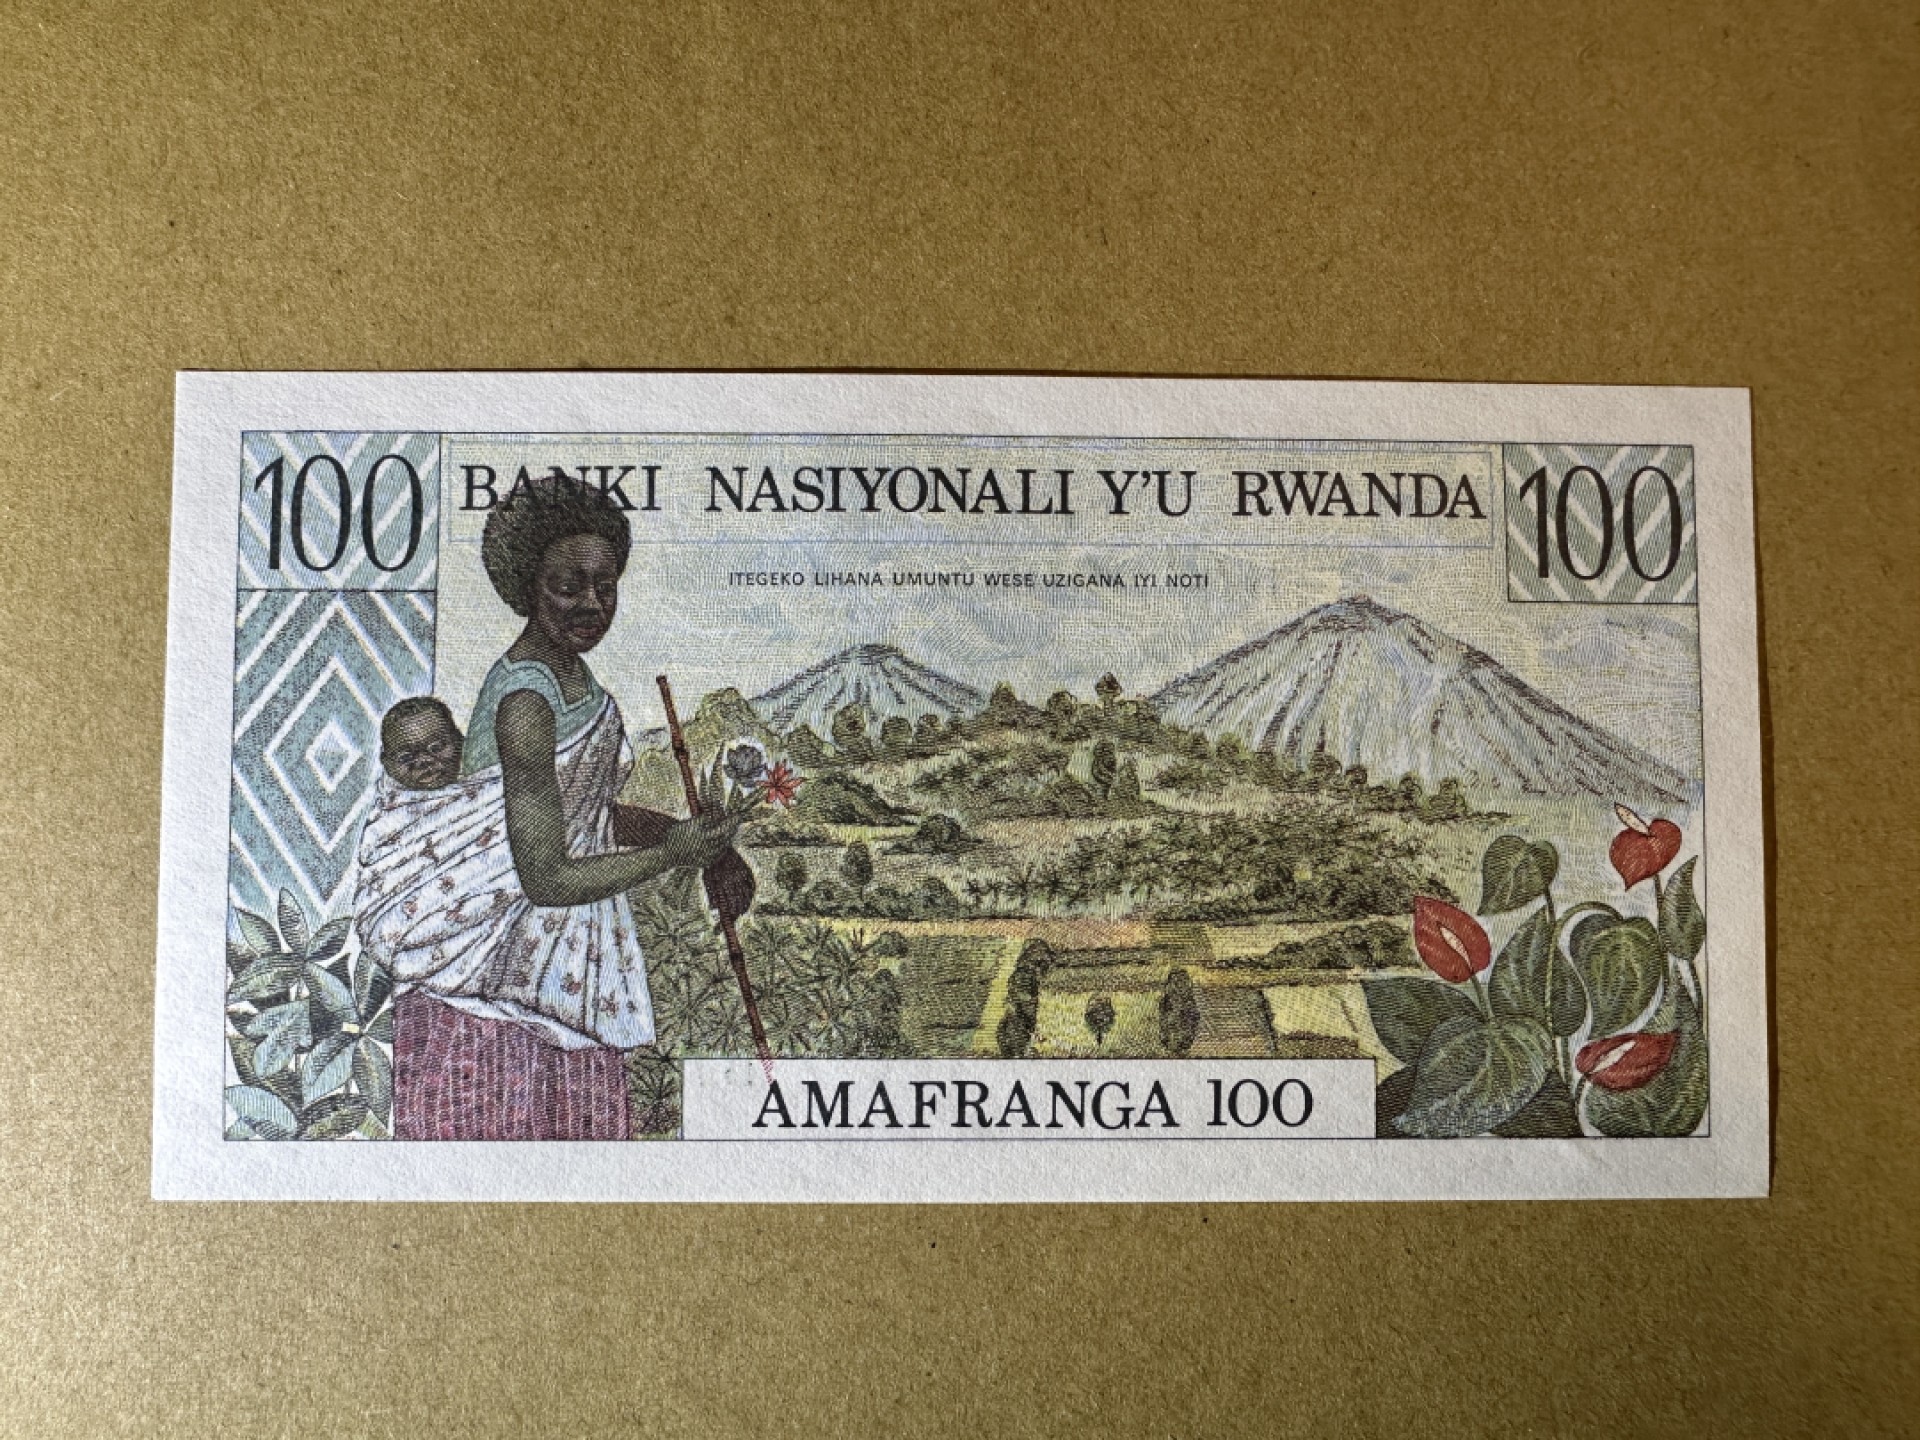 100 BANKI NASIYONALI Y'U RWANDA 100
ITEGEKO LIHANA UMUNTU WESE UZIGANA IYI NOTI
AMAFRANGA 100